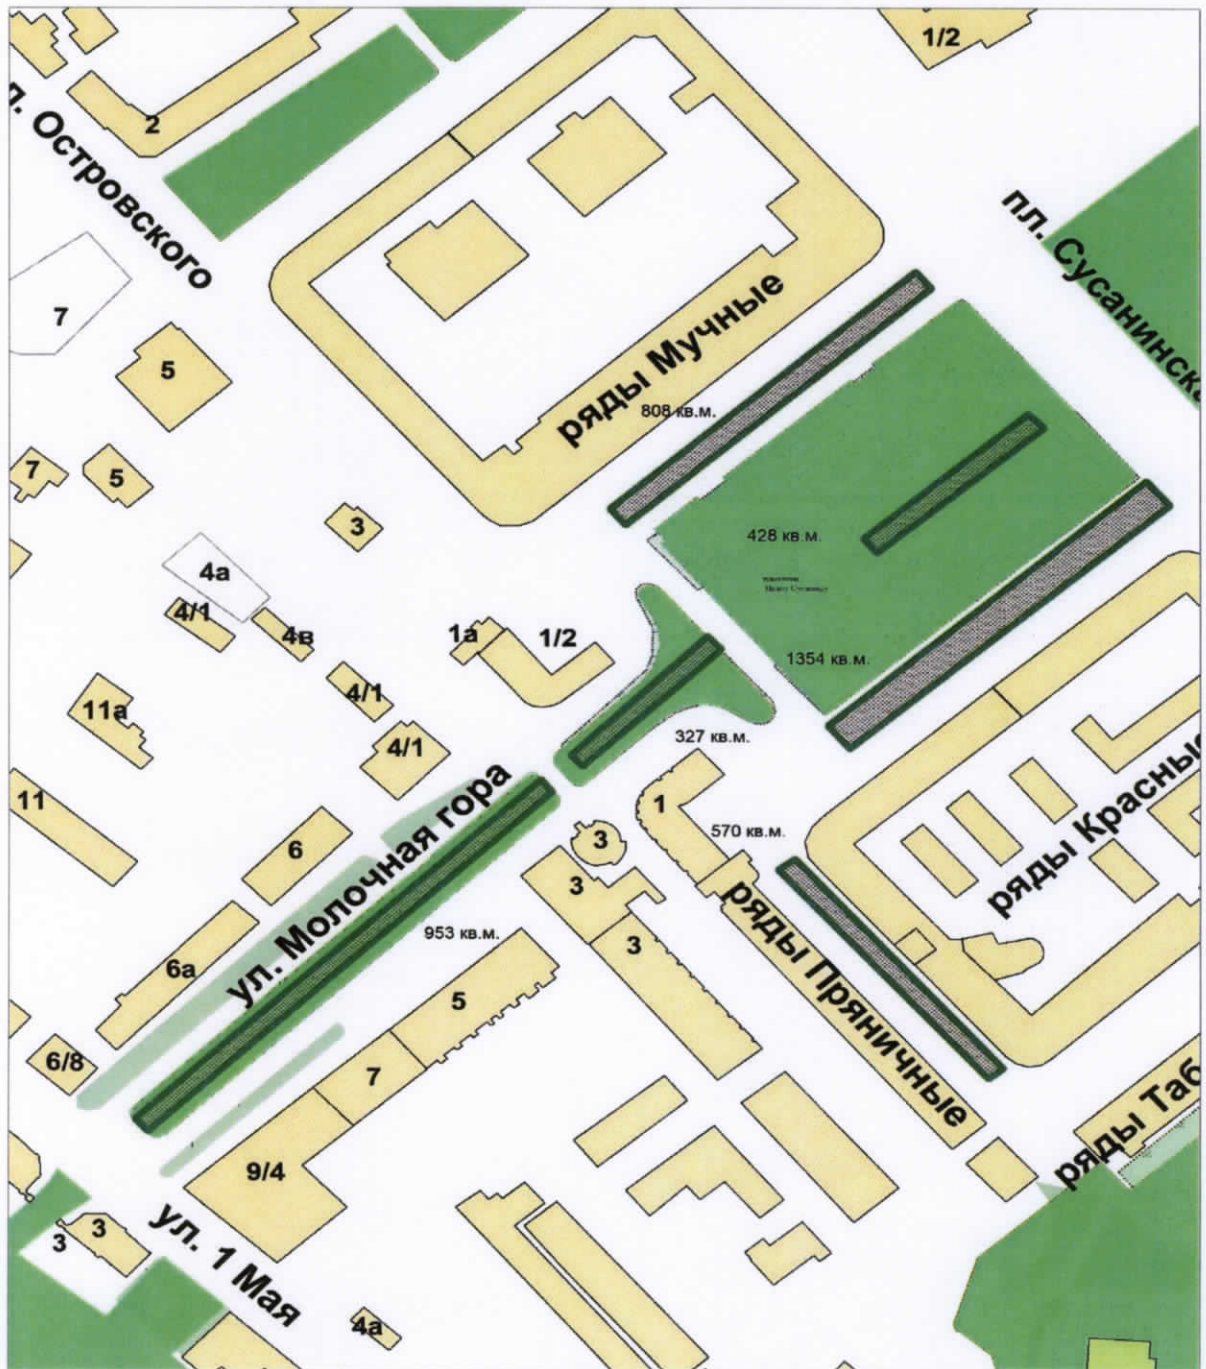 1/2
2
л. Островского
пл. Сусанинска
7
5
ряды Мучные
808 кв.м.
7
5
3
428 кв.м.
4а
4/1
4в
1а
1/2
1354 кв.м.
4/1
11а
4/1
327 кв.м.
11
1
570 кв.м.
ряды Красные
6
3
3
ул. Молочная гора
953 кв.м.
ряды Пряничные
3
6а
5
6/8
7
ряды Таб
9/4
3
3
ул. 1 Мая
4а